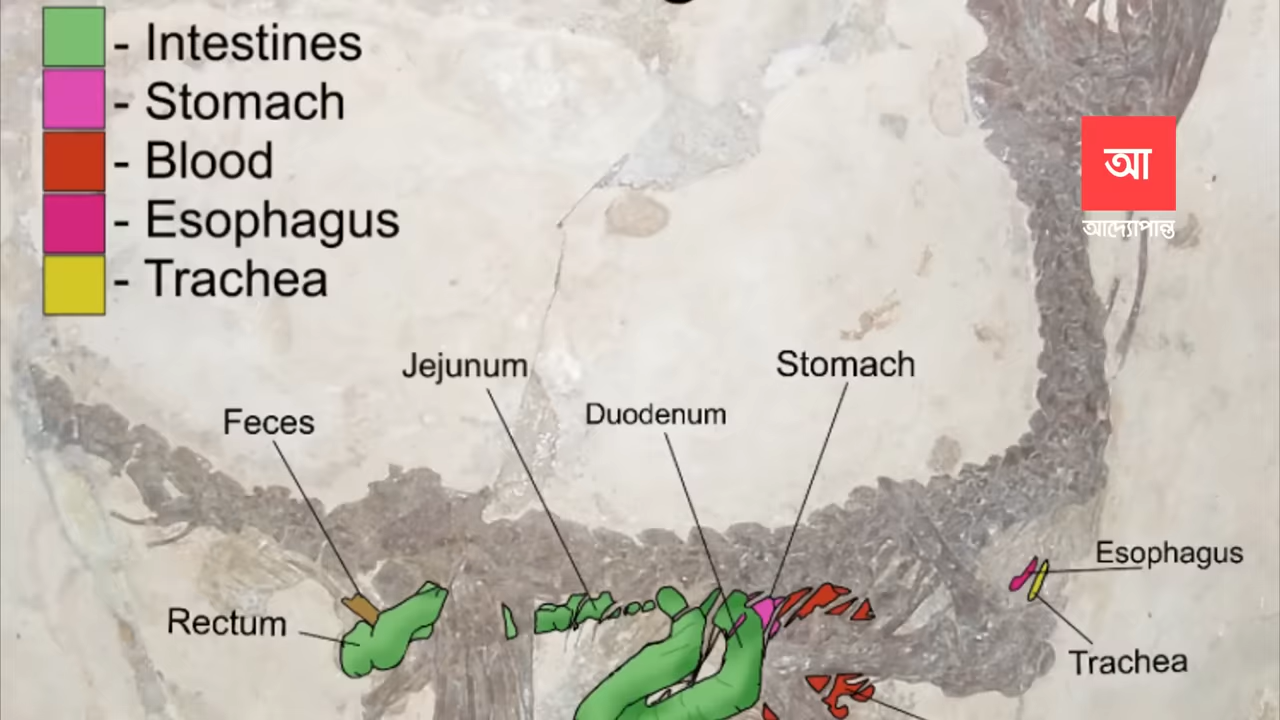 - Intestines
- Stomach
- Blood
- Esophagus
- Trachea
আ
আদ্যোপান্ত
Jejunum
Stomach
Duodenum
Feces
Esophagus
Rectum
Trachea